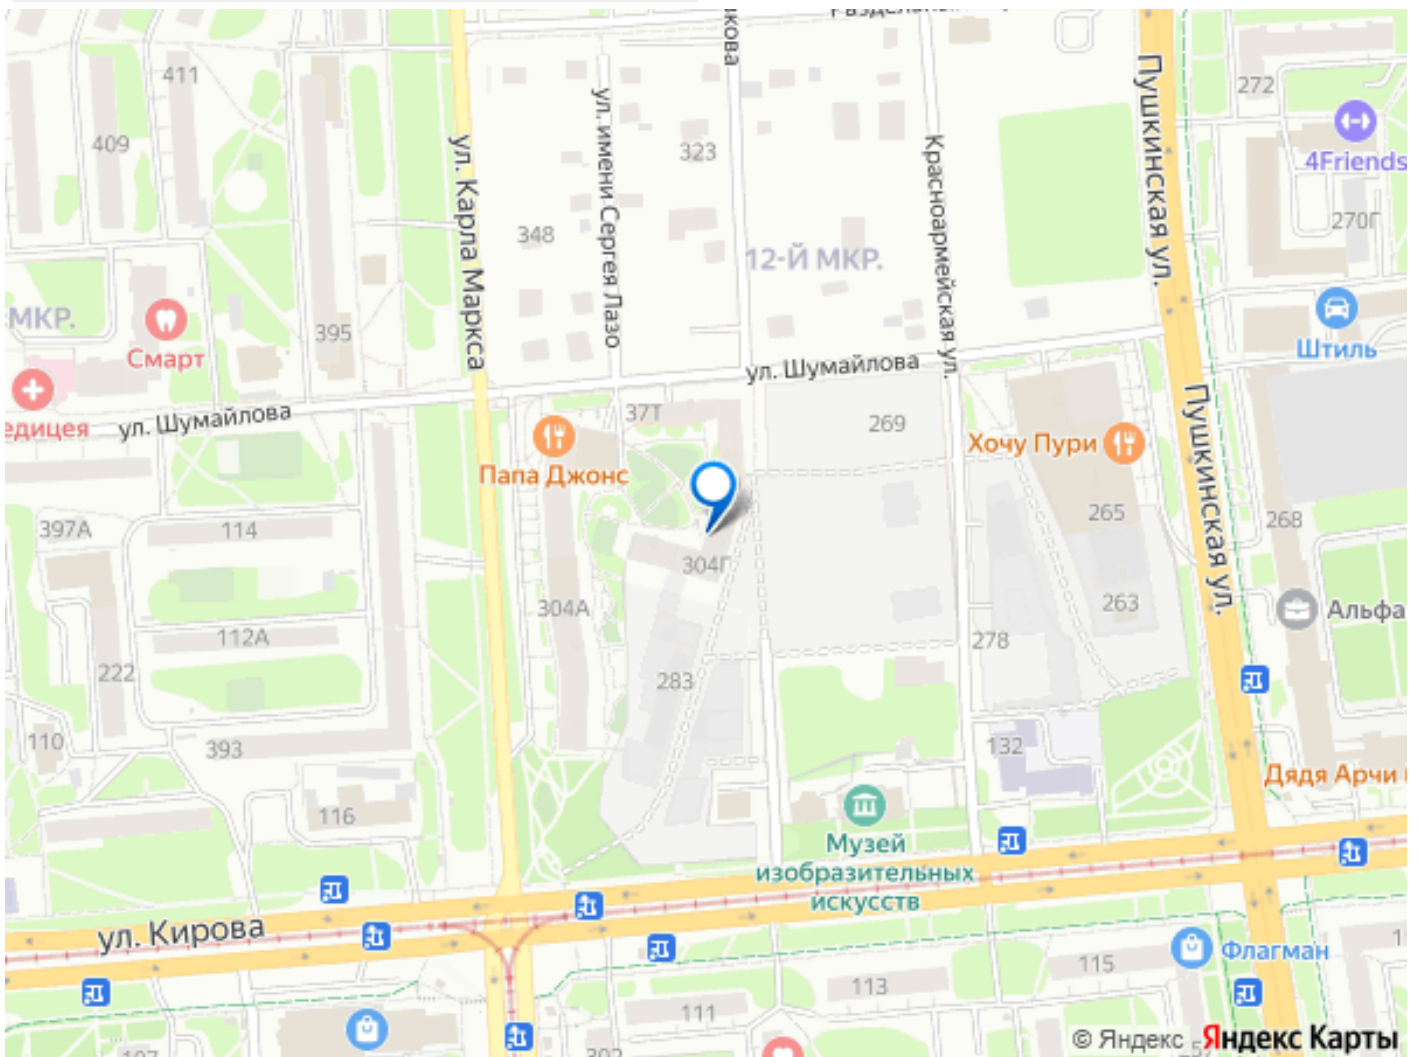 411
409
272
4Friends
323
270Г
348
12-Й МКР.
МКР.
395
Смарт
Штиль
едицея
ул. Карла Маркса
ул. имени Сергея Лазо
Красноармейская ул.
Пушкинская ул.
ул. Шумайлова
ул. Шумайлова
37Т
269
Хочу Пури
Папа Джонс
Пушкинская ул.
397А
114
265
268
304Г
304А
263
Альфа
112А
278
222
283
110
393
132
Дядя Арчи
116
Музей
изобразительных
искусств
ул. Кирова
Флагман
115
113
111
© Яндекс Яндекс Карты